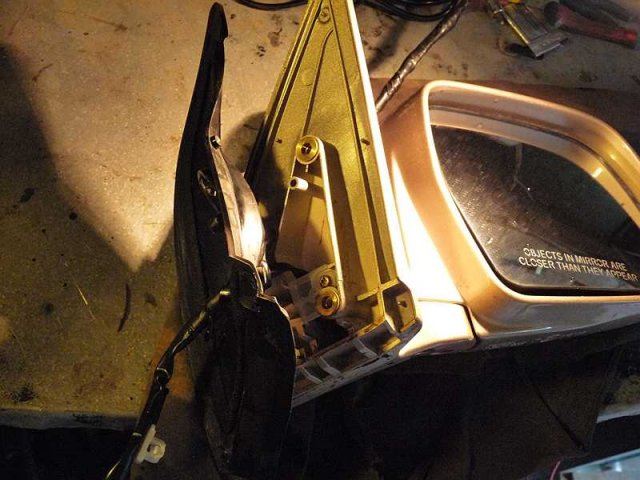 OBJECTS IN MIRROR ARE
CLOSER THAN THEY APPEAR